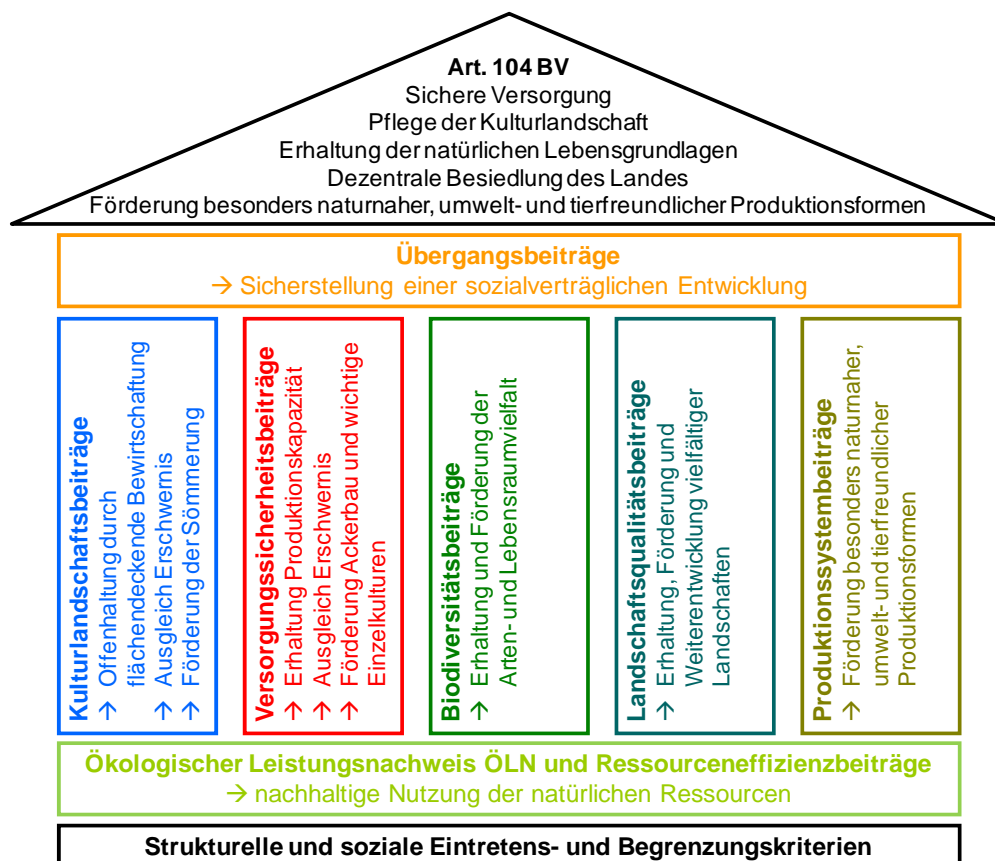 Art. 104 BV
Sichere Versorgung
Pflege der Kulturlandschaft
Erhaltung der natürlichen Lebensgrundlagen
Dezentrale Besiedlung des Landes
Förderung besonders naturnaher, umwelt- und tierfreundlicher Produktionsformen
Übergangsbeiträge
→ Sicherstellung einer sozialverträglichen Entwicklung
Kulturlandschaftsbeiträge
→ Offenhaltung durch
flächendeckende Bewirtschaftung
→ Ausgleich Erschwernis
→ Förderung der Sömmerung
Versorgungssicherheitsbeiträge
→ Erhaltung Produktionskapazität
→ Ausgleich Erschwernis
→ Förderung Ackerbau und wichtige
Einzelkulturen
Biodiversitätsbeiträge
→ Erhaltung und Förderung der
Arten- und Lebensraumvielfalt
Landschaftsqualitätsbeiträge
→ Erhaltung, Förderung und
Weiterentwicklung vielfältiger
Landschaften
Produktionssystembeiträge
→ Förderung besonders naturnaher,
umwelt- und tierfreundlicher
Produktionsformen
Ökologischer Leistungsnachweis ÖLN und Ressourceneffizienzbeiträge
→ nachhaltige Nutzung der natürlichen Ressourcen
Strukturelle und soziale Eintretens- und Begrenzungskriterien